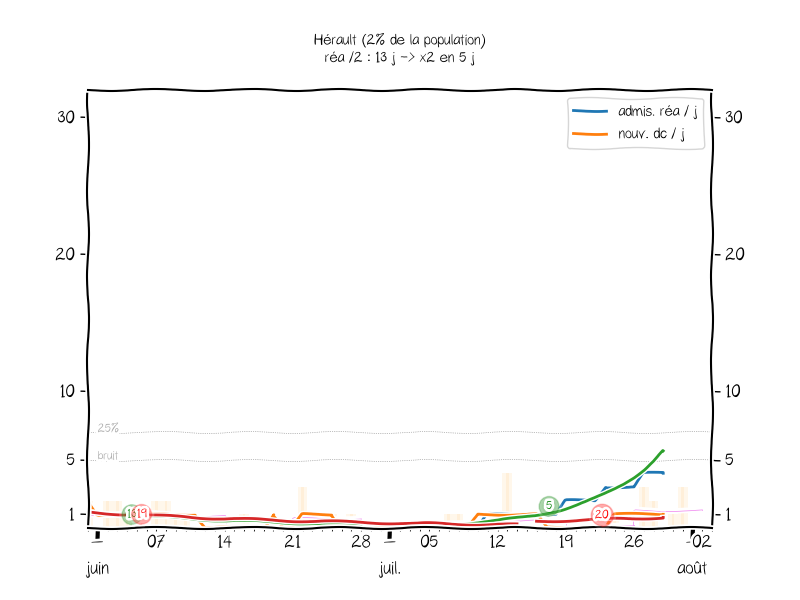 Hérault (2% de la population)
réa /2 : 13 j -> x2 en 5 j
admis. réa / j
nouv. dc / j
30 30
20 20
10 10
25%
5 bruit 5
1 1
13 19 5 20
07 14 21 28 05 12 19 26 02
juin juil. août